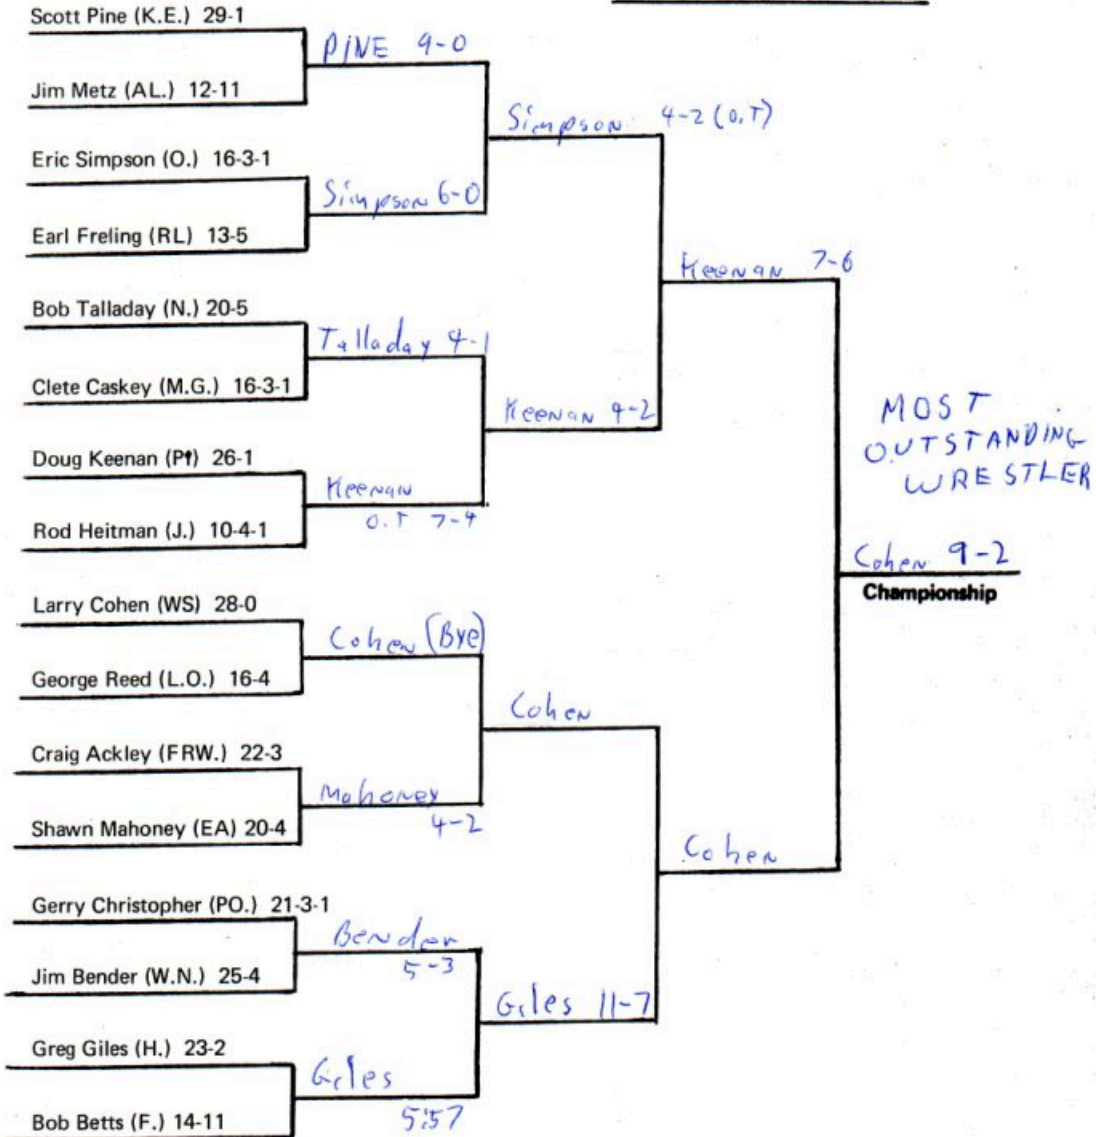 Scott Pine (K.E.) 29-1
PINE 9-0
Jim Metz (AL.) 12-11
Simpson 4-2 (O.T)
Eric Simpson (O.) 16-3-1
Simpson 6-0
Earl Freling (RL) 13-5
Keenan 7-6
Bob Talladay (N.) 20-5
Talladay 4-1
Clete Caskey (M.G.) 16-3-1
Keenan 4-2
MOST
OUTSTANDING
WRESTLER
Doug Keenan (Pt) 26-1
Keenan
O.T 7-4
Rod Heitman (J.) 10-4-1
Cohen 9-2
Championship
Larry Cohen (WS) 28-0
Cohen (Bye)
George Reed (L.O.) 16-4
Cohen
Craig Ackley (FRW.) 22-3
Mahoney
4-2
Shawn Mahoney (EA) 20-4
Cohen
Gerry Christopher (PO.) 21-3-1
Bender
5-3
Jim Bender (W.N.) 25-4
Giles 11-7
Greg Giles (H.) 23-2
Giles
5:57
Bob Betts (F.) 14-11